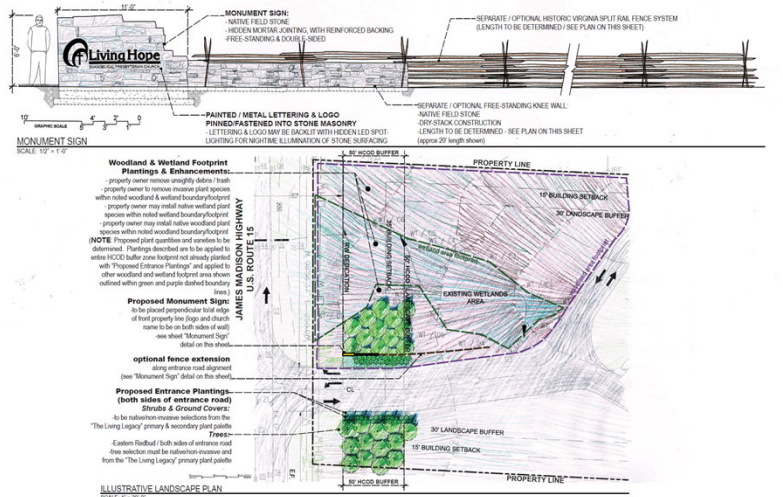 11'-0"
MONUMENT SIGN:
- NATIVE FIELD STONE
- HIDDEN MORTAR JOINTING, WITH REINFORCED BACKING
-FREE-STANDING & DOUBLE-SIDED
SEPARATE / OPTIONAL HISTORIC VIRGINIA SPLIT RAIL FENCE SYSTEM
(LENGTH TO BE DETERMINED / SEE PLAN ON THIS SHEET)
6'-0"
Living Hope
EVANGELICAL PRESBYTERIAN CHURCH
PAINTED / METAL LETTERING & LOGO
PINNED/FASTENED INTO STONE MASONRY
- LETTERING & LOGO MAY BE BACKLIT WITH HIDDEN LED SPOT-
LIGHTING FOR NIGHTIME ILLUMINATION OF STONE SURFACING
SEPARATE / OPTIONAL FREE-STANDING KNEE WALL:
-NATIVE FIELD STONE
-DRY-STACK CONSTRUCTION
-LENGTH TO BE DETERMINED - SEE PLAN ON THIS SHEET
(approx 20' length shown)
10' 4' 2' 0
GRAPHIC SCALE 5' 3' 1'
MONUMENT SIGN
SCALE: 1/2" = 1'-0"
50' HCOD BUFFER
PROPERTY LINE
Woodland & Wetland Footprint
Plantings & Enhancements:
- property owner remove unsightly debris / trash
- property owner to remove invasive plant species
within noted woodland & wetland boundary/footprint
- property owner may install native wetland plant
species within noted wetland boundary/footprint
- property owner may install native woodland plant
species within noted woodland boundary/footprint
(NOTE: Proposed plant quantities and varieties to be
determined. Plantings described are to be applied to
entire HCOD buffer zone footprint not already planted
with "Proposed Entrance Plantings" and applied to
other woodland and wetland footprint area shown
outlined within green and purple dashed boundary
lines.)
JAMES MADISON HIGHWAY
U.S. ROUTE 15
15' BUILDING SETBACK
30' LANDSCAPE BUFFER
35' BUILDING SETBACK
50' HCOD BUFFER
wetland area footprint
EXISTING WETLANDS
AREA
Proposed Monument Sign:
-to be placed perpendicular to/at edge
of front property line (logo and church
name to be on both sides of wall)
-see sheet "Monument Sign"
detail on this sheet
optional fence extension
along entrance road alignment
(see "Monument Sign" detail on this sheet)
CL
Proposed Entrance Plantings
(both sides of entrance road)
Shrubs & Ground Covers:
-to be native/non-invasive selections from the
"The Living Legacy" primary & secondary plant palette
Trees:
-Eastern Redbud / both sides of entrance road
-tree selection must be native/non-invasive and
from the "The Living Legacy" primary plant palette
30' LANDSCAPE BUFFER
15' BUILDING SETBACK
PROPERTY LINE
50' HCOD BUFFER
ILLUSTRATIVE LANDSCAPE PLAN